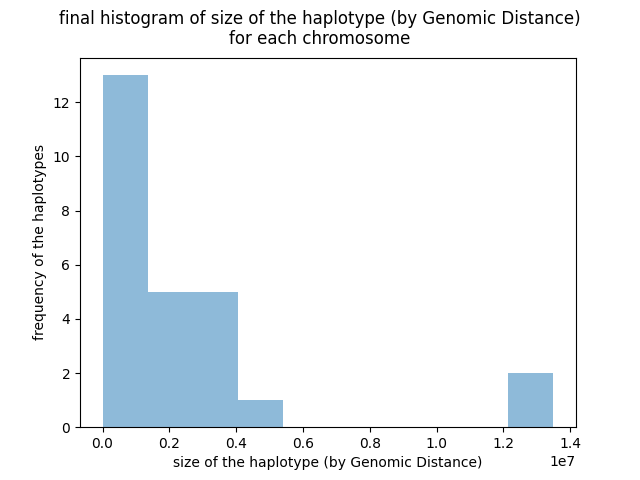 final histogram of size of the haplotype (by Genomic Distance)
for each chromosome
frequency of the haplotypes
12
10
8
6
4
2
0
0.0 0.2 0.4 0.6 0.8 1.0 1.2 1.4
1e7
size of the haplotype (by Genomic Distance)